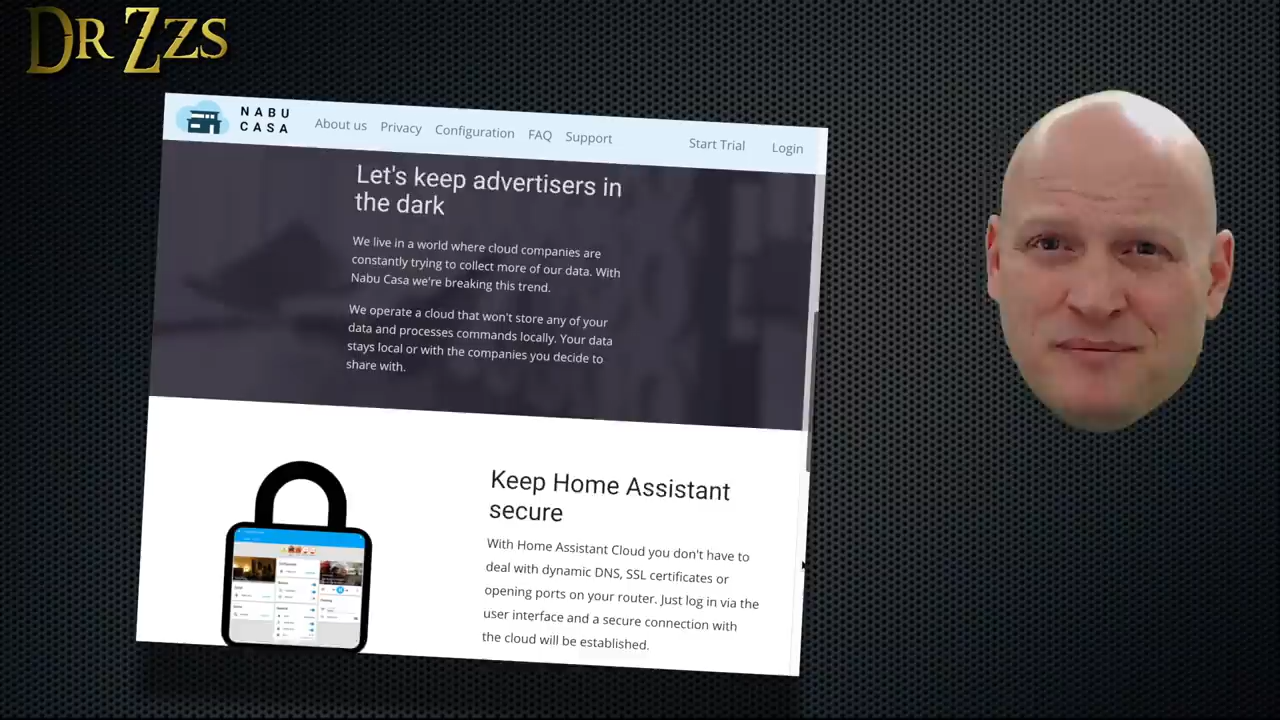 DR ZZS
NABU
CASA
About us Privacy Configuration FAQ Support Start Trial Login
Let's keep advertisers in
the dark
We live in a world where cloud companies are
constantly trying to collect more of our data. With
Nabu Casa we're breaking this trend.
We operate a cloud that won't store any of your
data and processes commands locally. Your data
stays local or with the companies you decide to
share with.
Keep Home Assistant
secure
With Home Assistant Cloud you don't have to
deal with dynamic DNS, SSL certificates or
opening ports on your router. Just log in via the
user interface and a secure connection with
the cloud will be established.